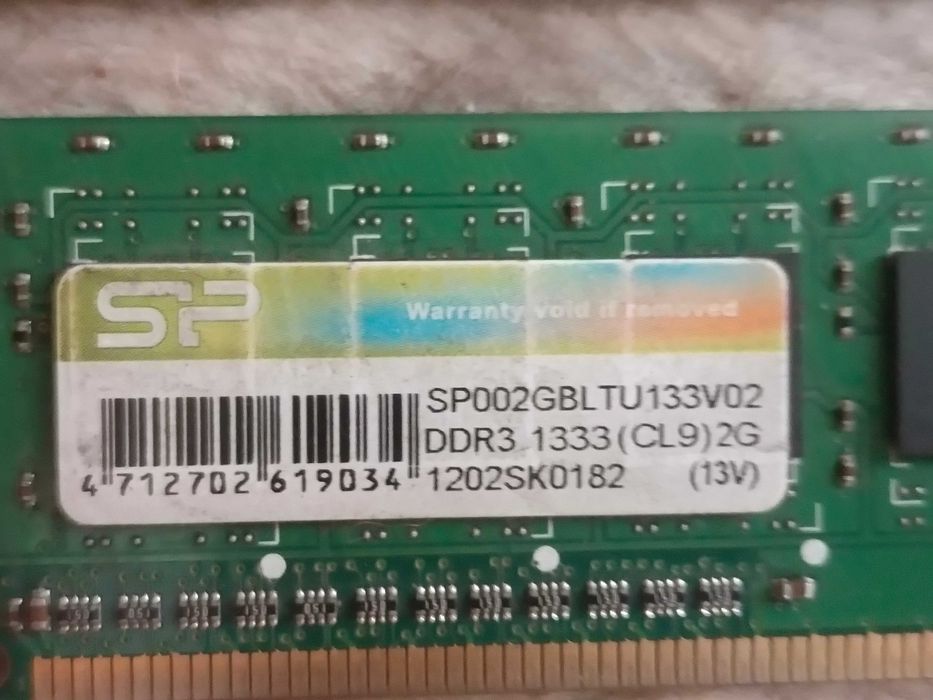 SP
Warranty void if removed
SP002GBLTU133V02
DDR3 1333(CL9)2G
1202SK0182 (13V)
4 712702 619034